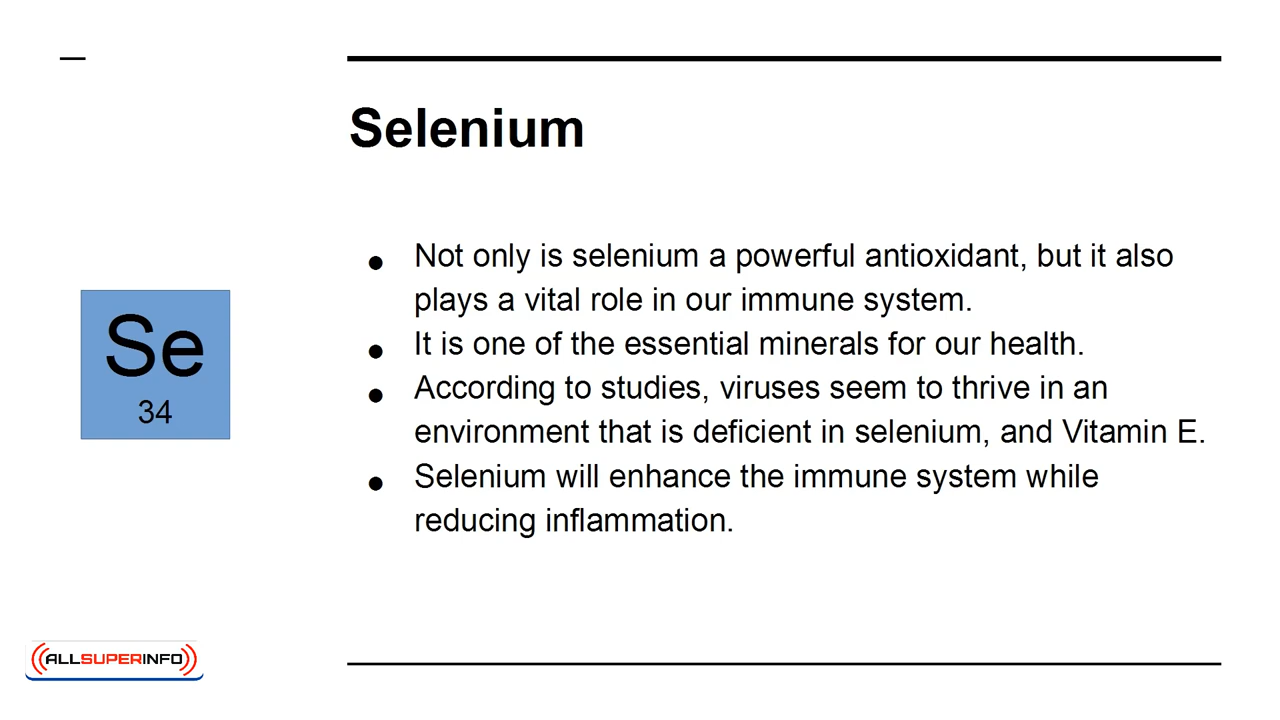 Selenium
● Not only is selenium a powerful antioxidant, but it also
plays a vital role in our immune system.
● It is one of the essential minerals for our health.
● According to studies, viruses seem to thrive in an
environment that is deficient in selenium, and Vitamin E.
● Selenium will enhance the immune system while
reducing inflammation.
Se
34
ALLSUPERINFO